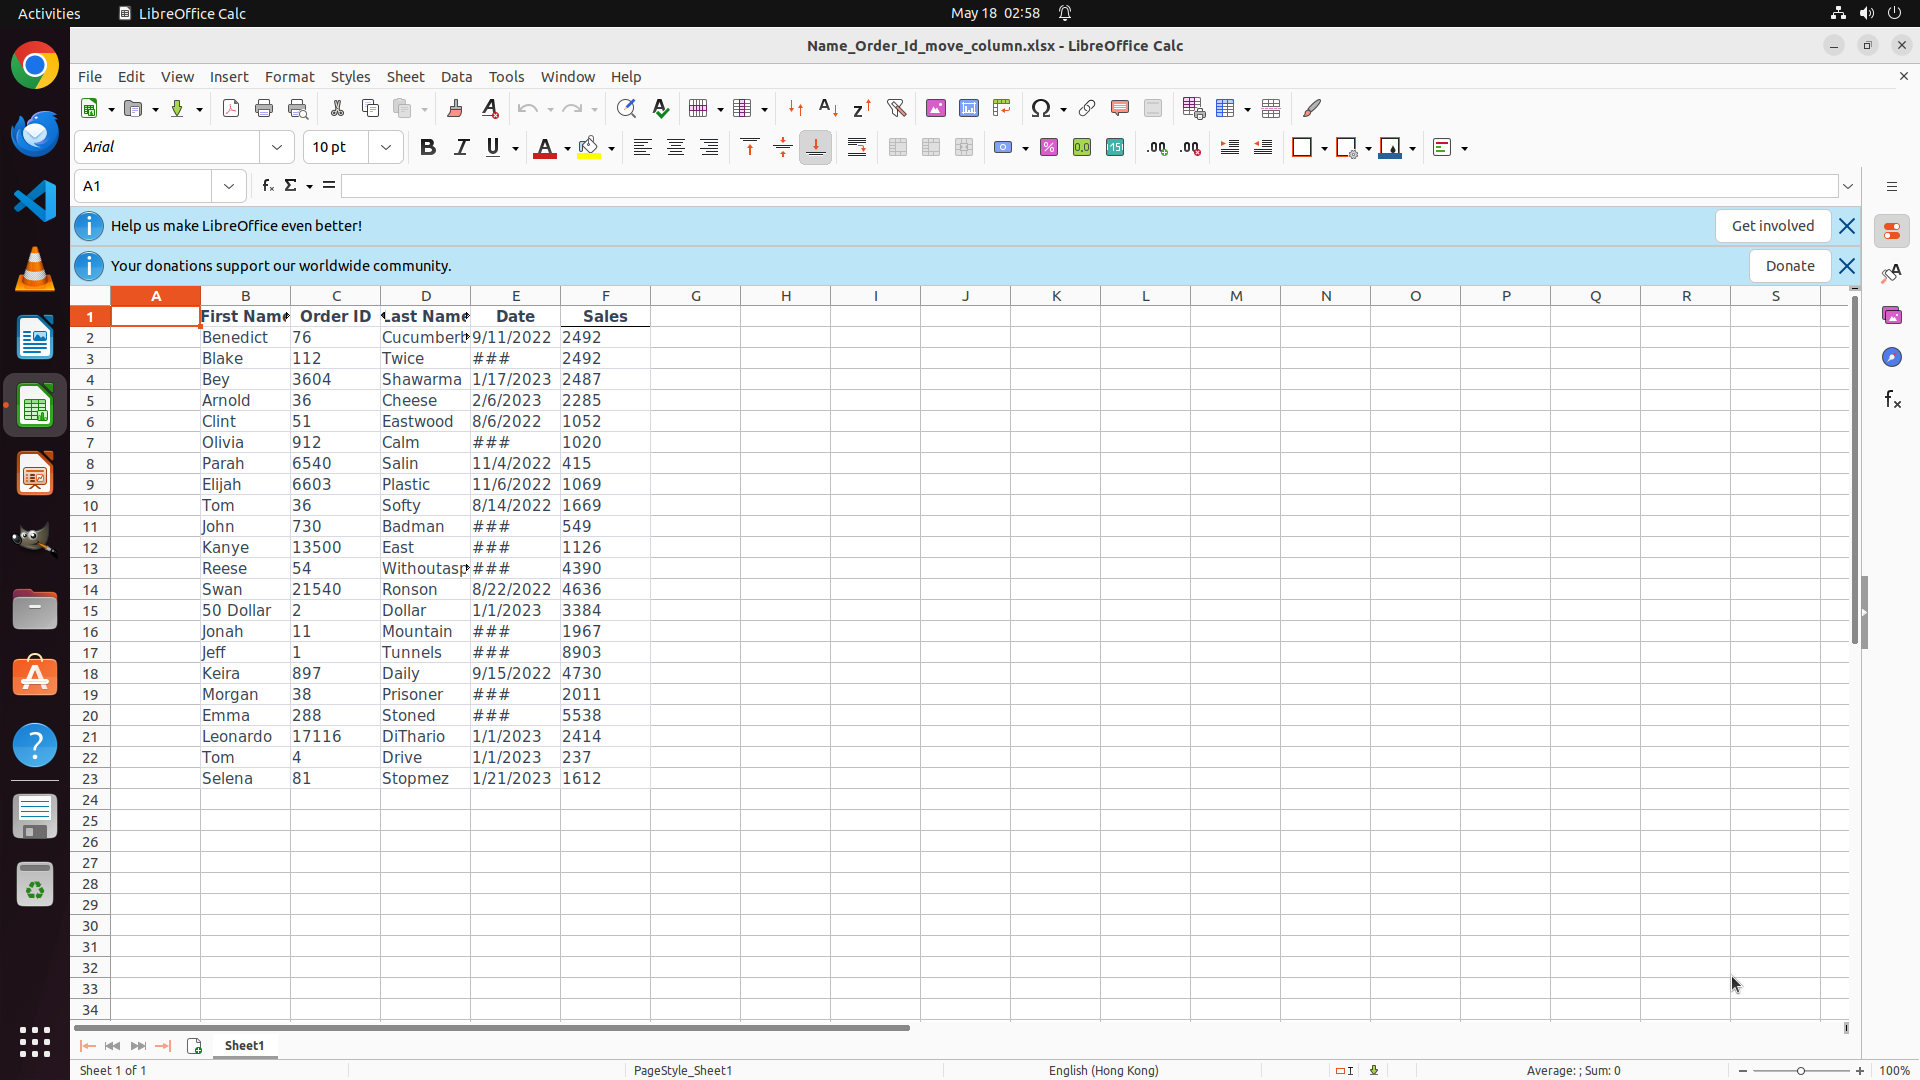 Activities LibreOffice Calc May 18 02:58
Name_Order_Id_move_column.xlsx - LibreOffice Calc
File Edit View Insert Format Styles Sheet Data Tools Window Help
Arial 10 pt
A1
Help us make LibreOffice even better! Get involved
Your donations support our worldwide community. Donate
A B C D E F G H I J K L M N O P Q R S
1 First Name Order ID Last Name Date Sales
2 Benedict 76 Cucumberb 9/11/2022 2492
3 Blake 112 Twice ### 2492
4 Bey 3604 Shawarma 1/17/2023 2487
5 Arnold 36 Cheese 2/6/2023 2285
6 Clint 51 Eastwood 8/6/2022 1052
7 Olivia 912 Calm ### 1020
8 Parah 6540 Salin 11/4/2022 415
9 Elijah 6603 Plastic 11/6/2022 1069
10 Tom 36 Softy 8/14/2022 1669
11 John 730 Badman ### 549
12 Kanye 13500 East ### 1126
13 Reese 54 Withoutasp ### 4390
14 Swan 21540 Ronson 8/22/2022 4636
15 50 Dollar 2 Dollar 1/1/2023 3384
16 Jonah 11 Mountain ### 1967
17 Jeff 1 Tunnels ### 8903
18 Keira 897 Daily 9/15/2022 4730
19 Morgan 38 Prisoner ### 2011
20 Emma 288 Stoned ### 5538
21 Leonardo 17116 DiThario 1/1/2023 2414
22 Tom 4 Drive 1/1/2023 237
23 Selena 81 Stopmez 1/21/2023 1612
24
25
26
27
28
29
30
31
32
33
34
Sheet1
Sheet 1 of 1 PageStyle_Sheet1 English (Hong Kong) Average: ; Sum: 0 100%